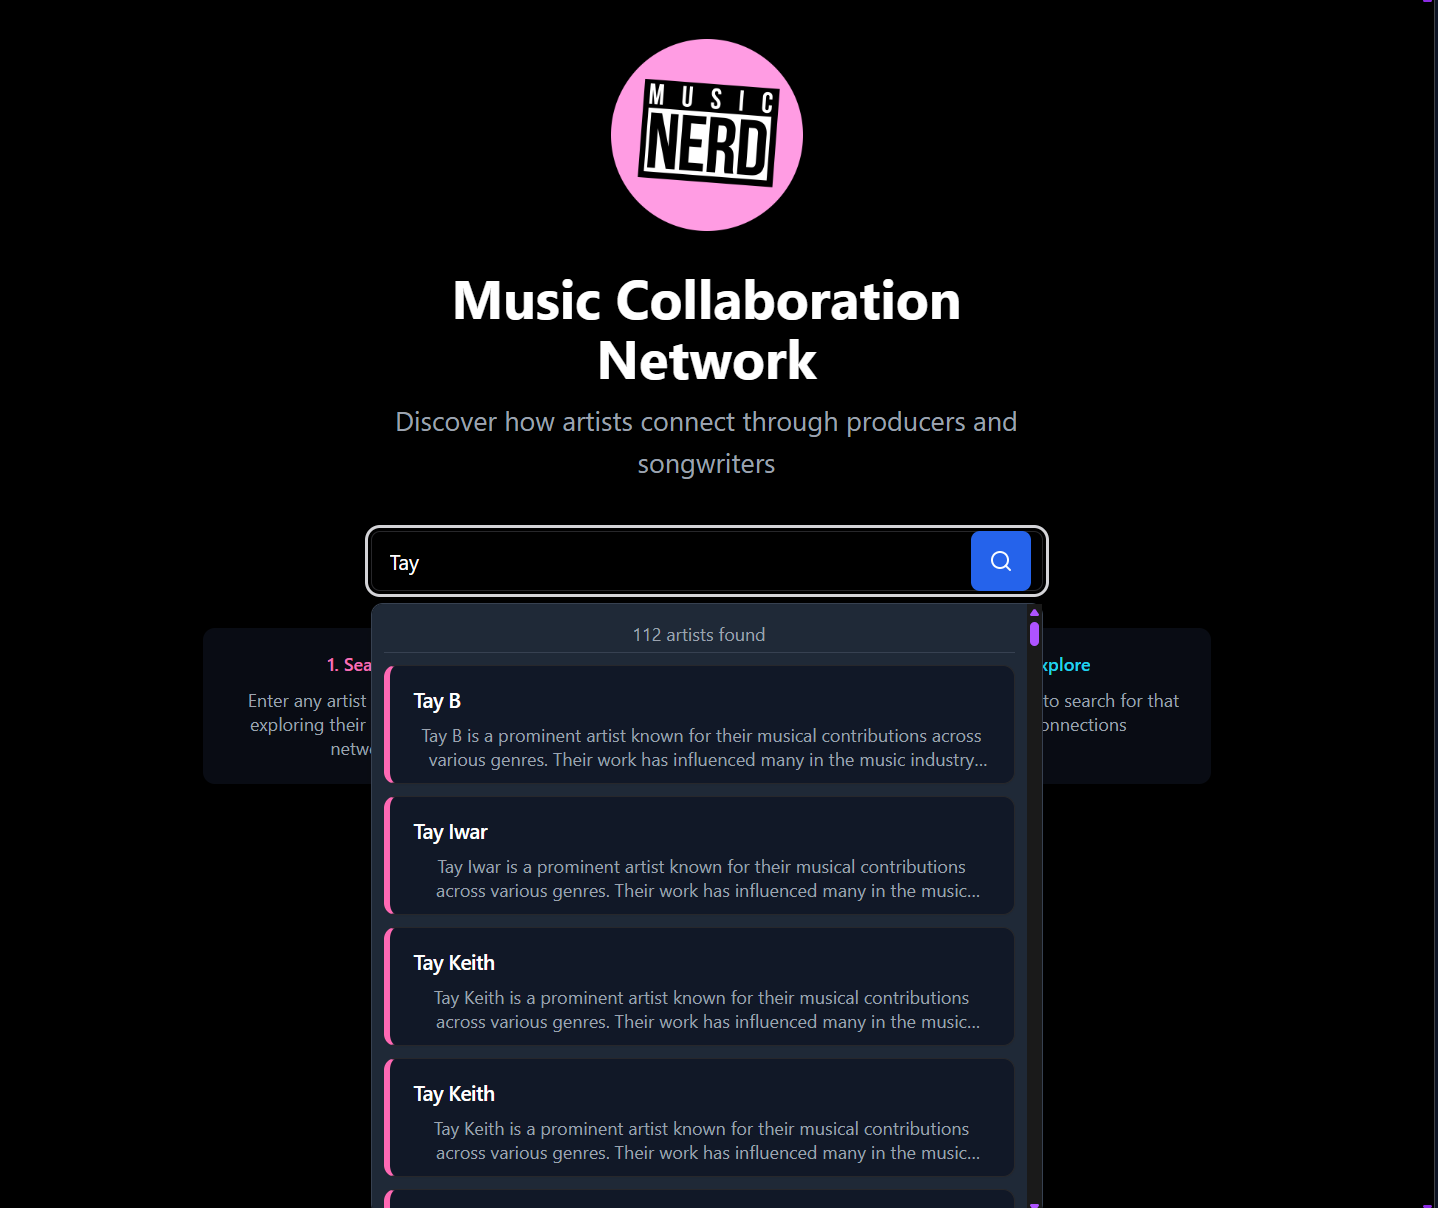 MUSIC
NERD
Music Collaboration
Network
Discover how artists connect through producers and
songwriters
Tay
112 artists found
1. Sea
Enter any artist
exploring their
netwo
xplore
to search for that
onnections
Tay B
Tay B is a prominent artist known for their musical contributions across
various genres. Their work has influenced many in the music industry...
Tay Iwar
Tay Iwar is a prominent artist known for their musical contributions
across various genres. Their work has influenced many in the music...
Tay Keith
Tay Keith is a prominent artist known for their musical contributions
across various genres. Their work has influenced many in the music...
Tay Keith
Tay Keith is a prominent artist known for their musical contributions
across various genres. Their work has influenced many in the music...